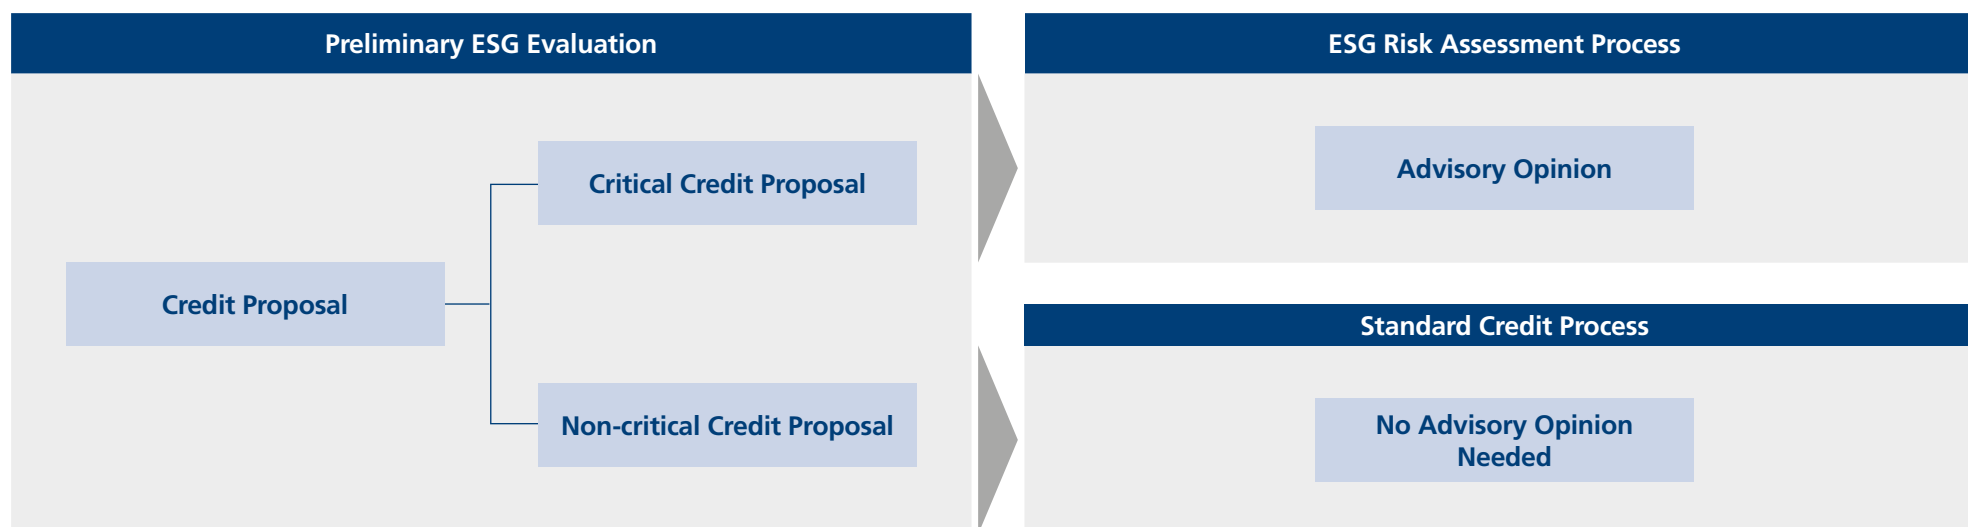 Preliminary ESG Evaluation
Credit Proposal
Critical Credit Proposal
Non-critical Credit Proposal
ESG Risk Assessment Process
Advisory Opinion
Standard Credit Process
No Advisory Opinion
Needed